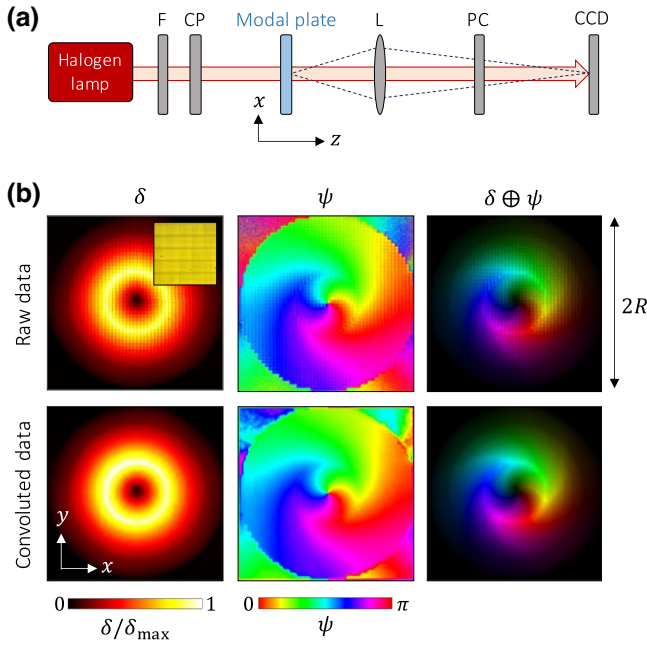 (a)
F CP Modal plate L PC CCD
Halogen
lamp
x
z
(b)
δ ψ δ ⊕ ψ
Raw data
2R
Convoluted data
y
x
0 1 0 π
δ/δmax ψ